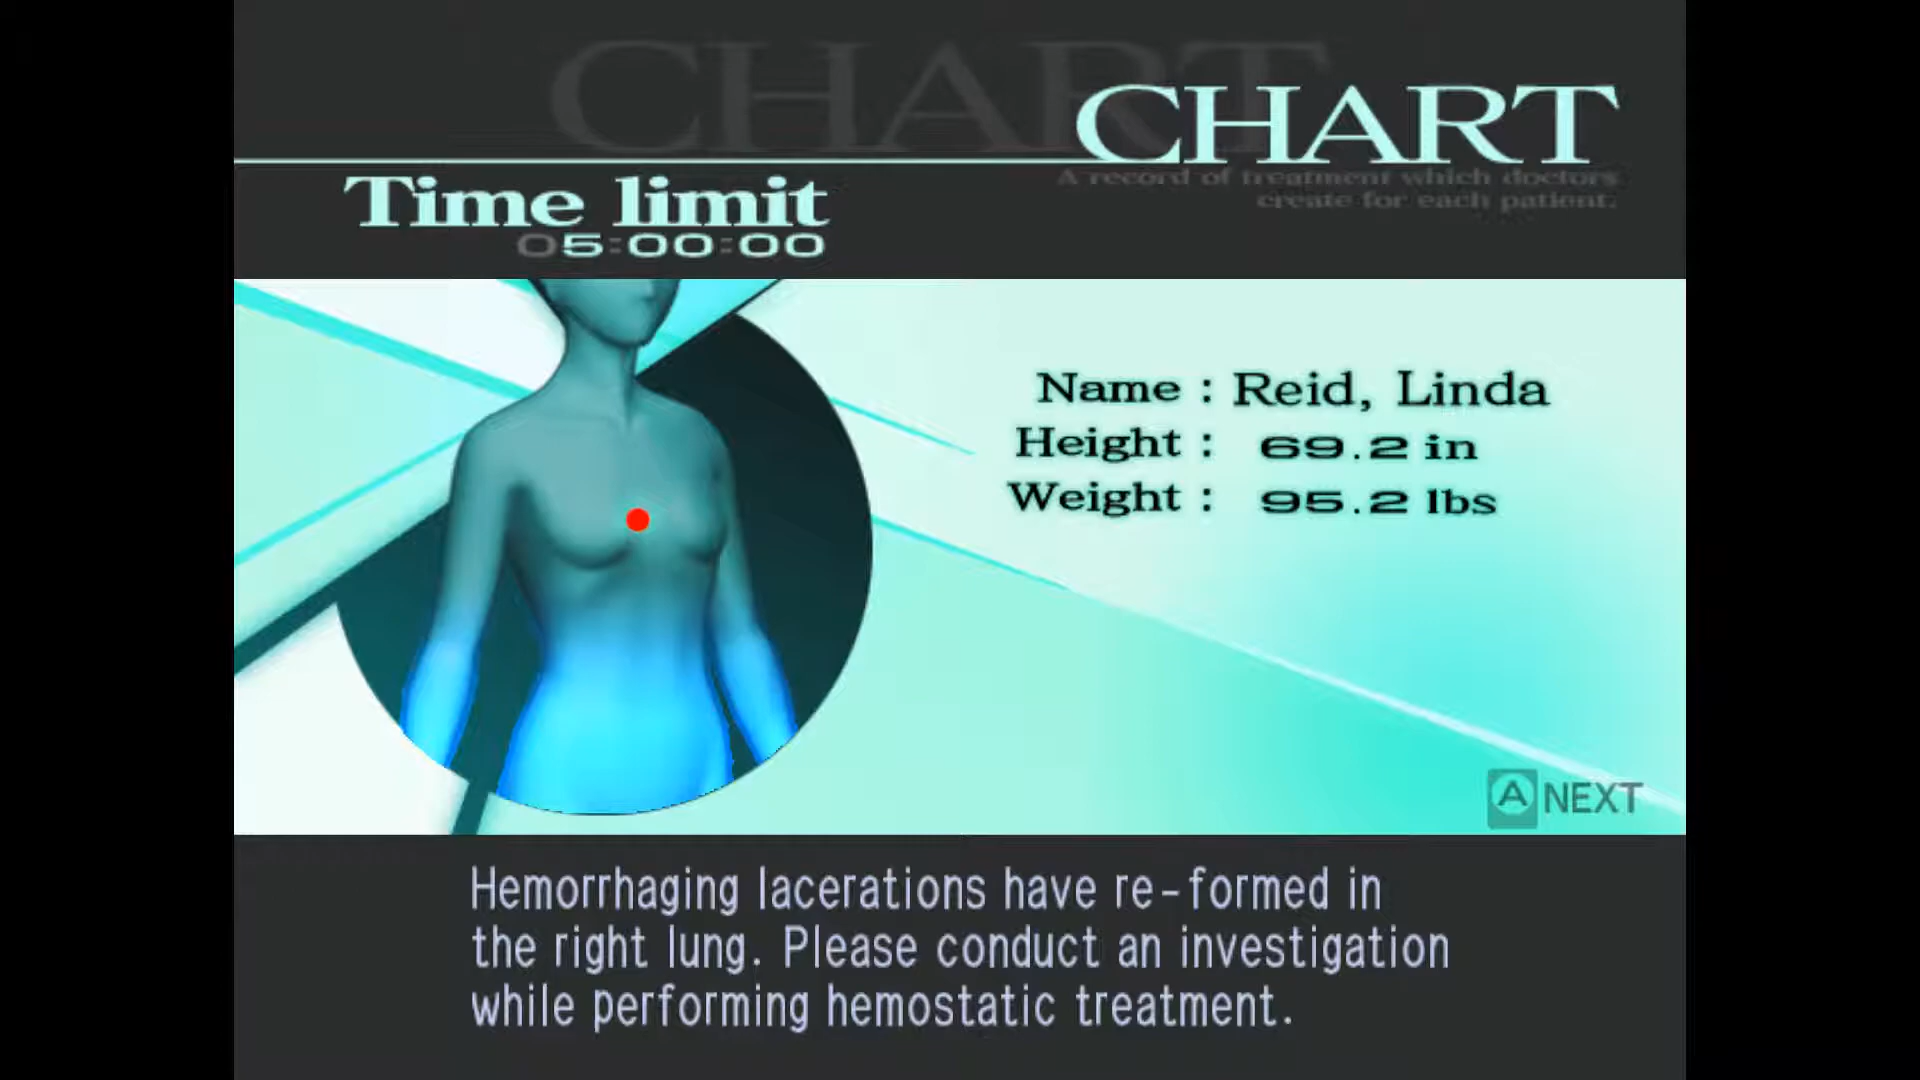 CHART
CHART
A record of treatment which doctors
create for each patient.
Time limit
05:00:00
Name : Reid, Linda
Height : 69.2 in
Weight : 95.2 lbs
A NEXT
Hemorrhaging lacerations have re-formed in
the right lung. Please conduct an investigation
while performing hemostatic treatment.